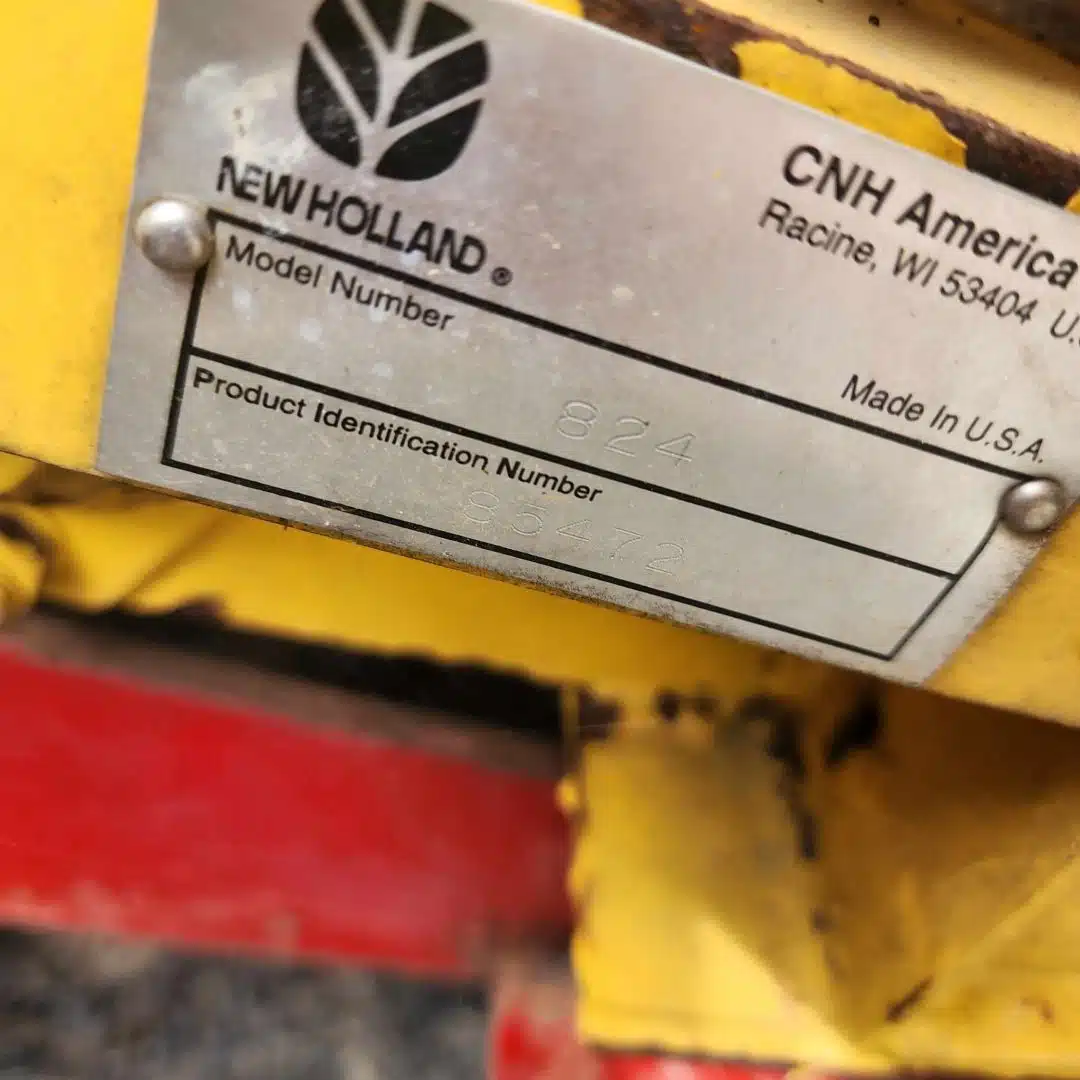 NEW HOLLAND®
CNH America
Racine, WI 53404 U.S
Made In U.S.A.
Model Number
824
Product Identification Number
85472